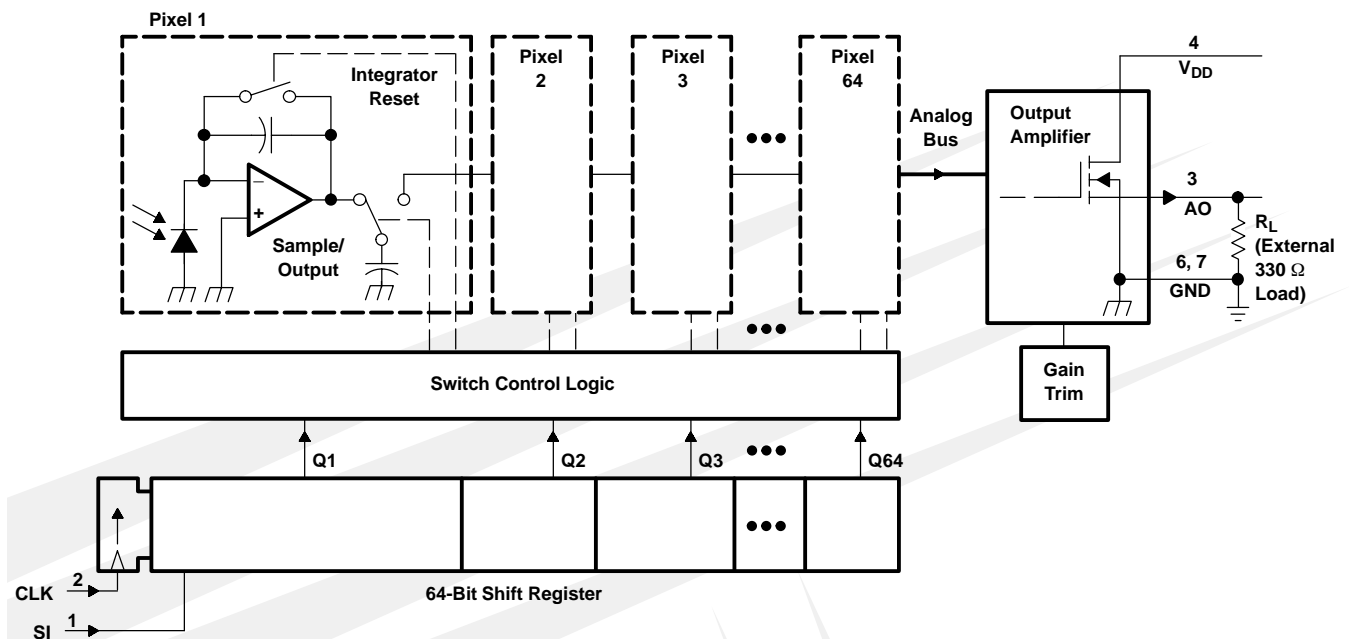 Pixel 1
Integrator
Reset
Sample/
Output
Pixel
2
Pixel
3
Pixel
64
Analog
Bus
Output
Amplifier
4
VDD
3
AO
RL
(External
330 Ω
Load)
6, 7
GND
Gain
Trim
Switch Control Logic
Q1
Q2
Q3
Q64
CLK
2
SI
1
64-Bit Shift Register